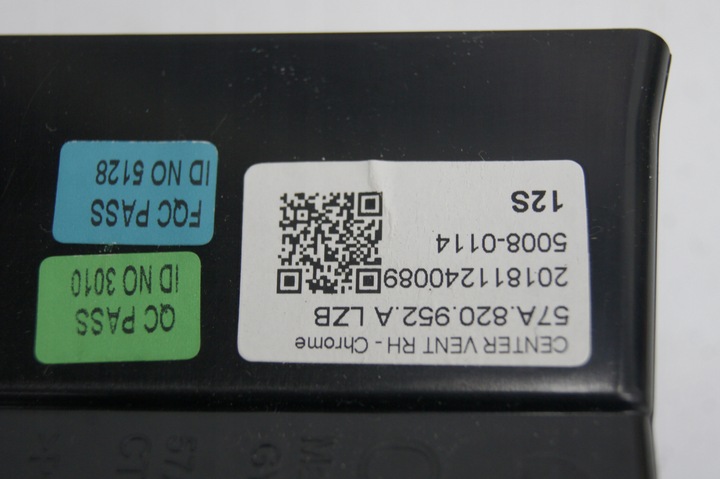 CENTER VENT RH - Chrome
57A.820.952.A LZB
201811240089
5008-0114
12S
QC PASS
ID NO 3010
FQC PASS
ID NO 5128